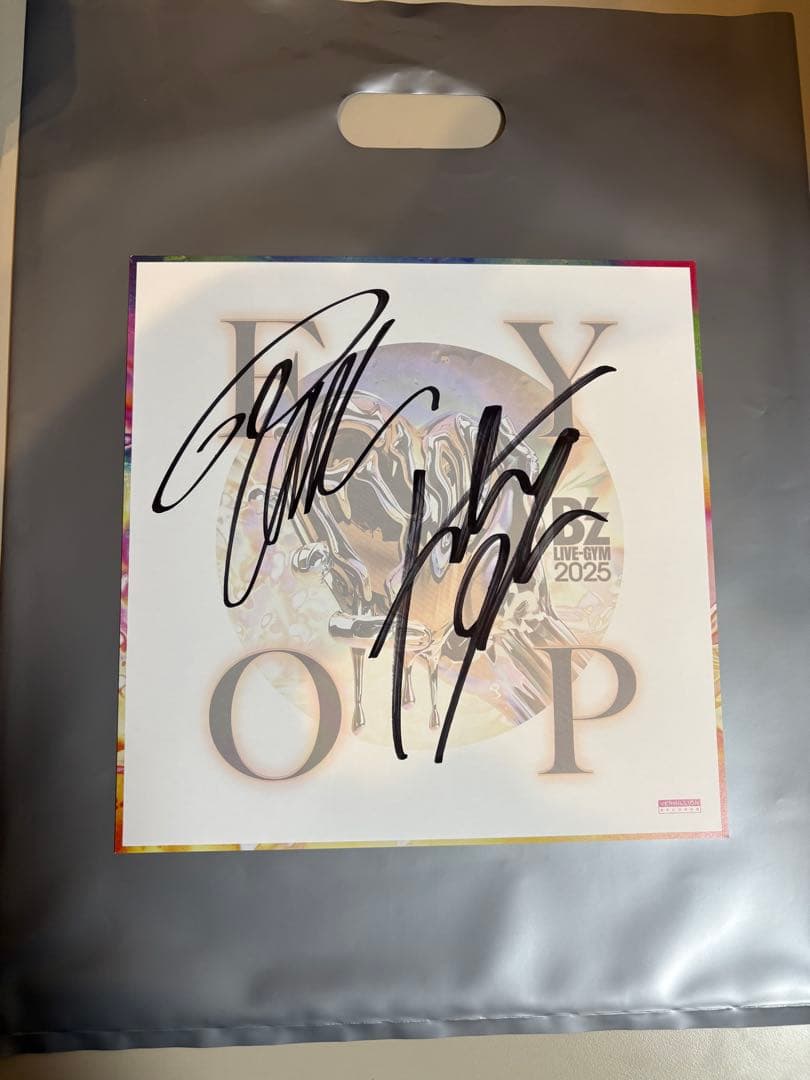 F Y
B'z
LIVE-GYM
2025
O P
VERMILLION
RECORDS